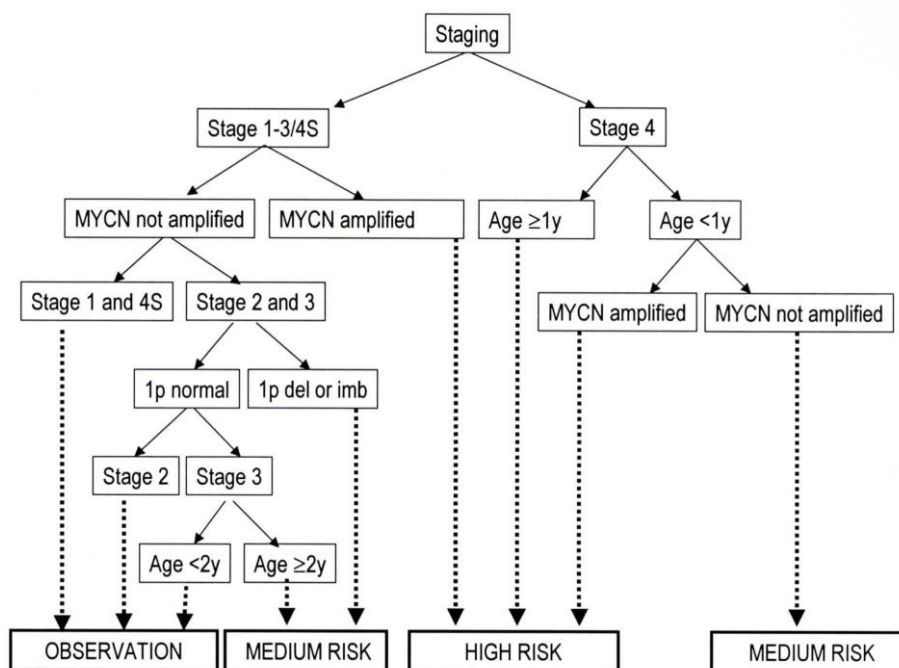 Staging
Stage 1-3/4S
Stage 4
MYCN not amplified
MYCN amplified
Age ≥1y
Age <1y
Stage 1 and 4S
Stage 2 and 3
MYCN amplified
MYCN not amplified
1p normal
1p del or imb
Stage 2
Stage 3
Age <2y
Age ≥2y
OBSERVATION
MEDIUM RISK
HIGH RISK
MEDIUM RISK